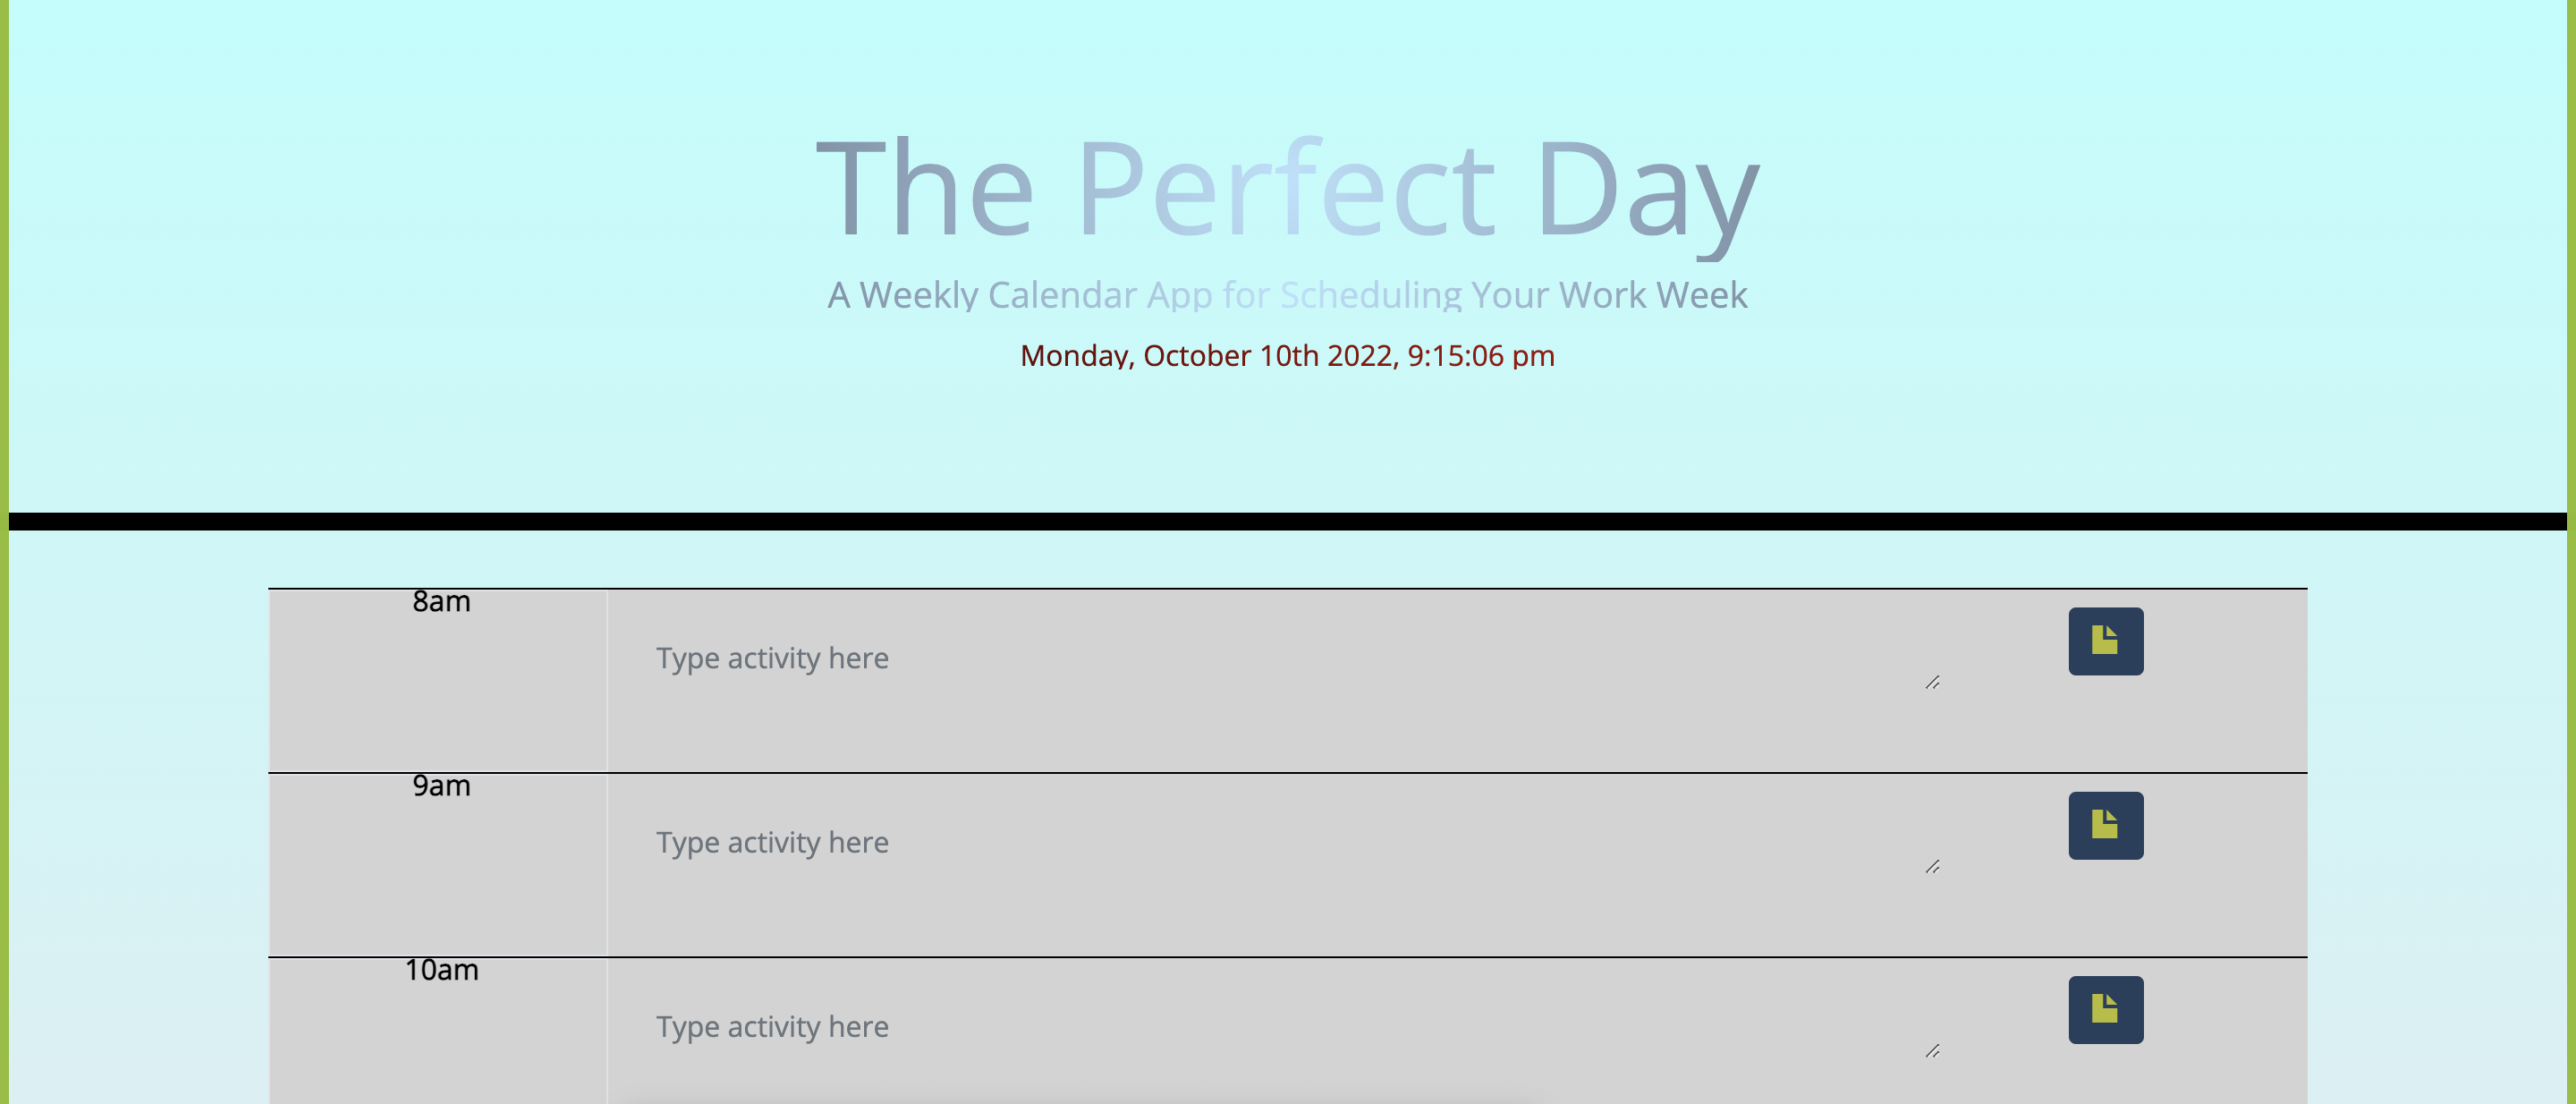 The Perfect Day
A Weekly Calendar App for Scheduling Your Work Week
Monday, October 10th 2022, 9:15:06 pm
8am
Type activity here
9am
Type activity here
10am
Type activity here